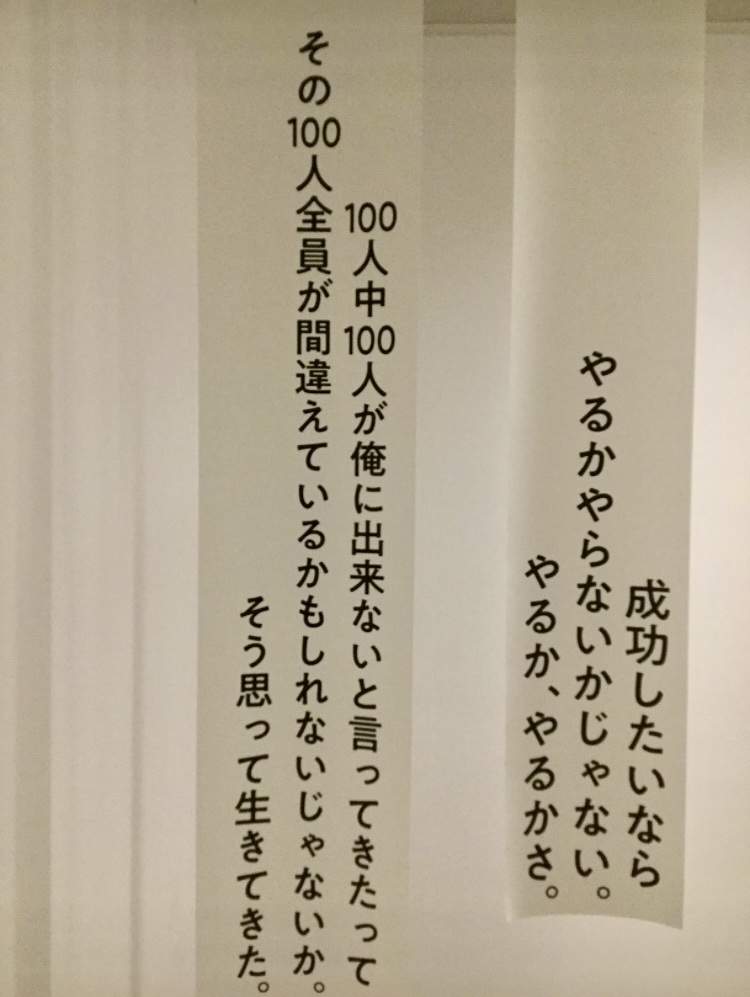 成功したいなら
やるかやらないかじゃない。
やるか、やるかさ。
100人中100人が俺に出来ないと言ってきたって
その100人全員が間違えているかもしれないじゃないか。
そう思って生きてきた。